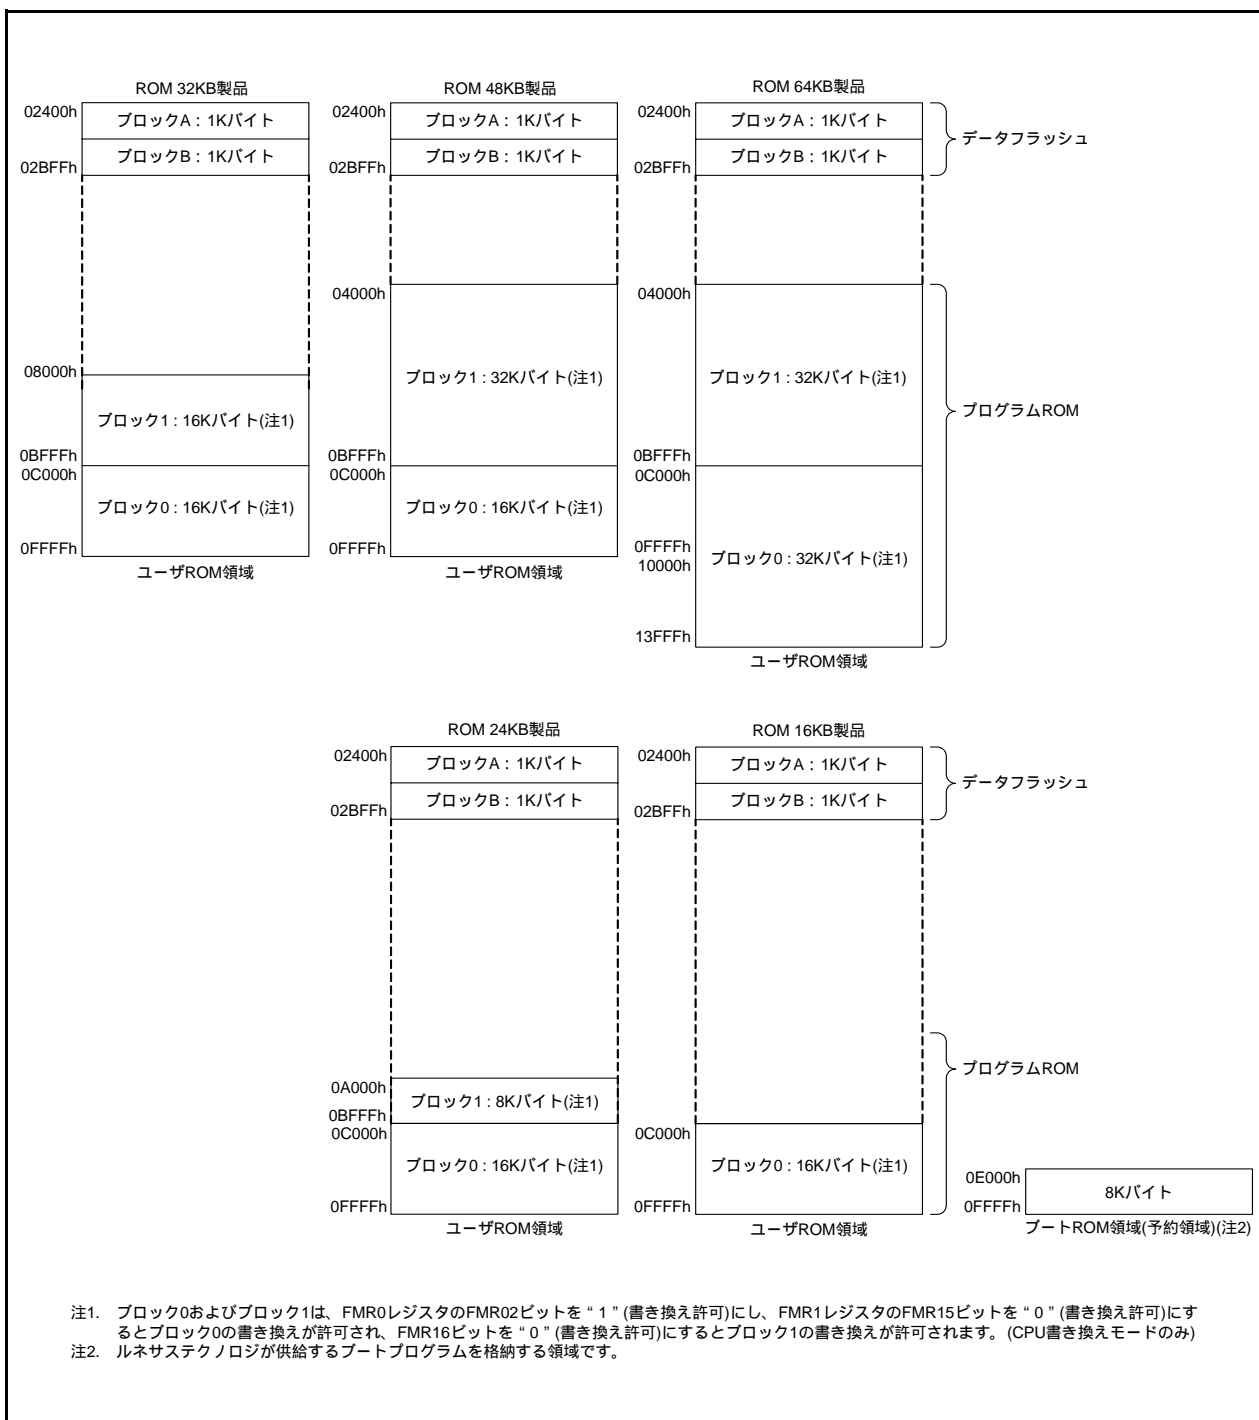 ROM 32KB製品
02400h
ブロックA : 1Kバイト
ブロックB : 1Kバイト
02BFFh
08000h
ブロック1 : 16Kバイト(注1)
0BFFFh
0C000h
ブロック0 : 16Kバイト(注1)
0FFFFh
ユーザROM領域
ROM 48KB製品
02400h
ブロックA : 1Kバイト
ブロックB : 1Kバイト
02BFFh
04000h
ブロック1 : 32Kバイト(注1)
0BFFFh
0C000h
ブロック0 : 16Kバイト(注1)
0FFFFh
ユーザROM領域
ROM 64KB製品
02400h
ブロックA : 1Kバイト
ブロックB : 1Kバイト
02BFFh
データフラッシュ
04000h
ブロック1 : 32Kバイト(注1)
プログラムROM
0BFFFh
0C000h
0FFFFh
10000h
ブロック0 : 32Kバイト(注1)
13FFFh
ユーザROM領域
ROM 24KB製品
02400h
ブロックA : 1Kバイト
ブロックB : 1Kバイト
02BFFh
0A000h
ブロック1 : 8Kバイト(注1)
0BFFFh
0C000h
ブロック0 : 16Kバイト(注1)
0FFFFh
ユーザROM領域
ROM 16KB製品
02400h
ブロックA : 1Kバイト
ブロックB : 1Kバイト
02BFFh
データフラッシュ
プログラムROM
0C000h
ブロック0 : 16Kバイト(注1)
0FFFFh
ユーザROM領域
0E000h
8Kバイト
0FFFFh
ブートROM領域(予約領域)(注2)
注1. ブロック0およびブロック1は、FMR0レジスタのFMR02ビットを“1”(書き換え許可)にし、FMR1レジスタのFMR15ビットを“0”(書き換え許可)にす
るとブロック0の書き換えが許可され、FMR16ビットを“0”(書き換え許可)にするとブロック1の書き換えが許可されます。(CPU書き換えモードのみ)
注2. ルネサステクノロジが供給するブートプログラムを格納する領域です。